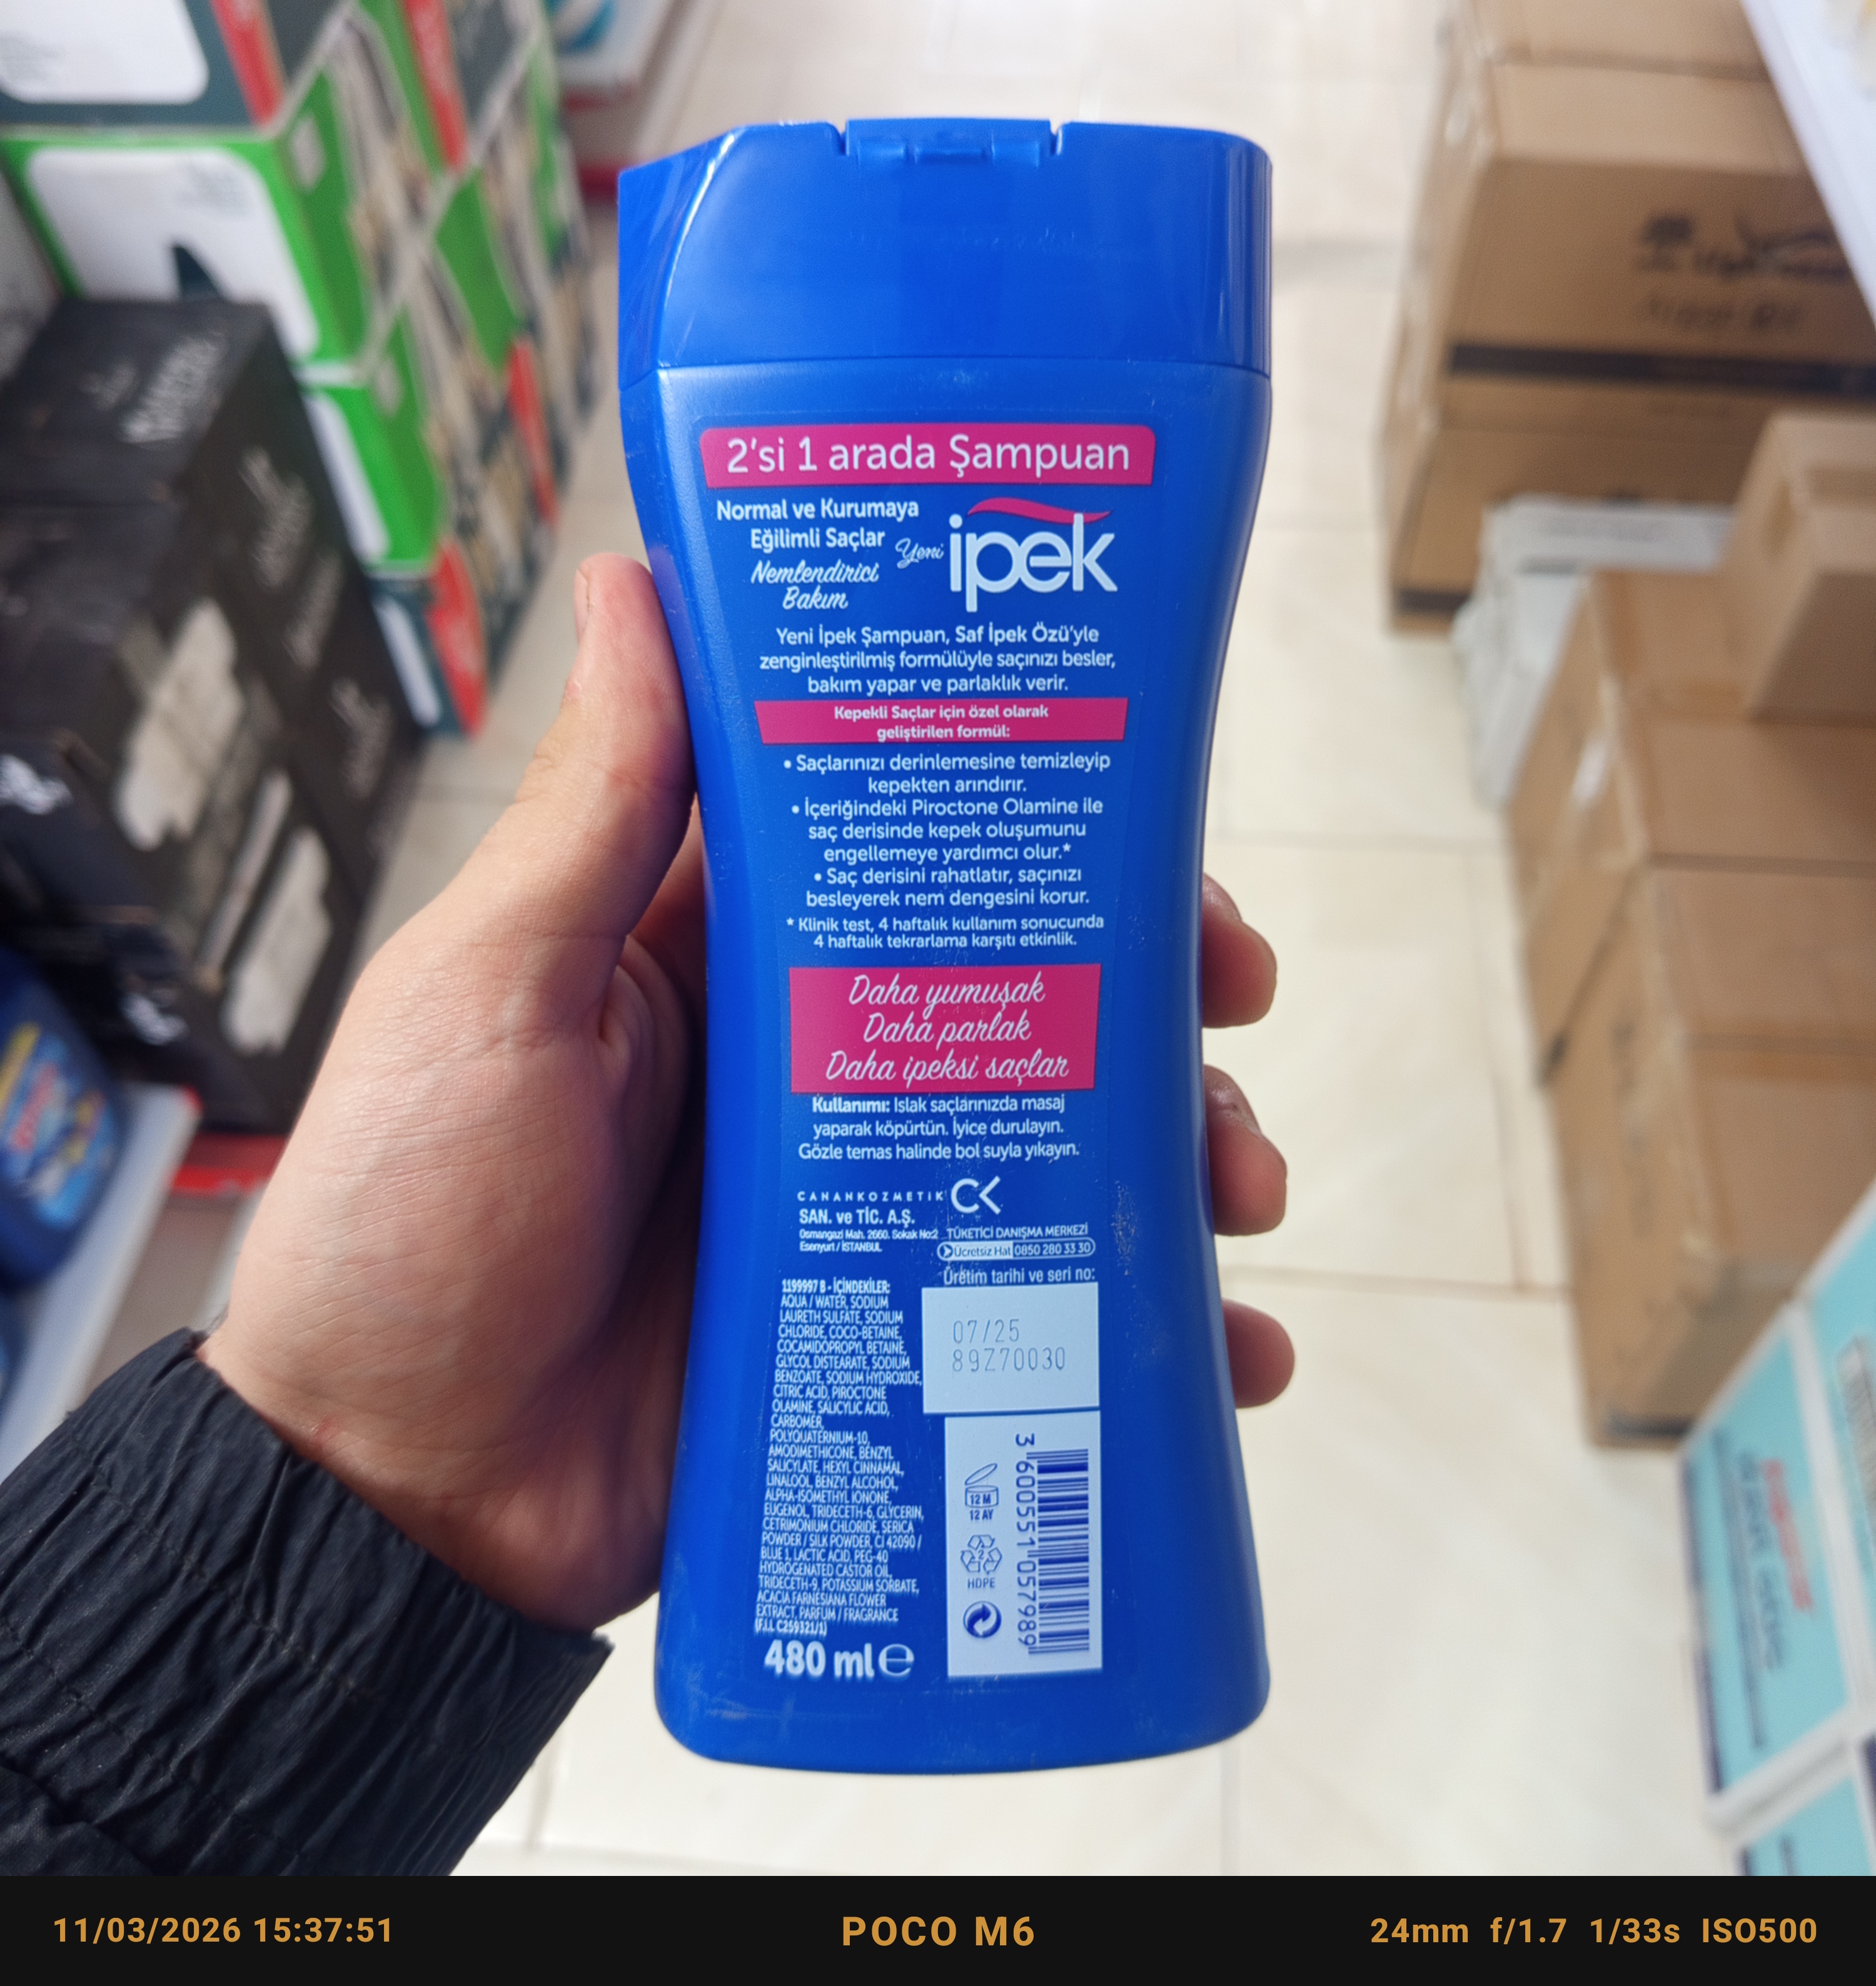 2'si 1 arada Şampuan
Normal ve Kurumaya
Eğilimli Saçlar
Nemlendirici
Bakım
Yeni ipek
Yeni İpek Şampuan, Saf İpek Özü'yle
zenginleştirilmiş formülüyle saçınızı besler,
bakım yapar ve parlaklık verir.
Kepekli Saçlar için özel olarak
geliştirilen formül:
• Saçlarınızı derinlemesine temizleyip
kepekten arındırır.
• İçeriğindeki Piroctone Olamine ile
saç derisinde kepek oluşumunu
engellemeye yardımcı olur.*
• Saç derisini rahatlatır, saçınızı
besleyerek nem dengesini korur.
* Klinik test, 4 haftalık kullanım sonucunda
4 haftalık tekrarlama karşıtı etkinlik.
Daha yumuşak
Daha parlak
Daha ipeksi saçlar
Kullanımı: Islak saçlarınızda masaj
yaparak köpürtün. İyice durulayın.
Gözle temas halinde bol suyla yıkayın.
CANANKOZMETİK CK
SAN. ve TİC. A.Ş.
Osmangazi Mah. 2660. Sokak No:2
Esenyurt / İSTANBUL
TÜKETİCİ DANIŞMA MERKEZİ
Ücretsiz Hat 0850 280 33 30
Üretim tarihi ve seri no:
07/25
89Z70030
1199997 B - İÇİNDEKİLER:
AQUA / WATER, SODIUM
LAURETH SULFATE, SODIUM
CHLORIDE, COCO-BETAINE,
COCAMIDOPROPYL BETAINE,
GLYCOL DISTEARATE, SODIUM
BENZOATE, SODIUM HYDROXIDE,
CITRIC ACID, PIROCTONE
OLAMINE, SALICYLIC ACID,
CARBOMER,
POLYQUATERNIUM-10,
AMODIMETHICONE, BENZYL
SALICYLATE, HEXYL CINNAMAL,
LINALOOL, BENZYL ALCOHOL,
ALPHA-ISOMETHYL IONONE,
EUGENOL, TRIDECETH-6, GLYCERIN,
CETRIMONIUM CHLORIDE, SERICA
POWDER / SILK POWDER, CI 42090 /
BLUE 1, LACTIC ACID, PEG-40
HYDROGENATED CASTOR OIL,
TRIDECETH-9, POTASSIUM SORBATE,
ACACIA FARNESIANA FLOWER
EXTRACT, PARFUM / FRAGRANCE
(F.I.L C259321/1)
480 ml e
12 M
12 AY
2
HDPE
3 600551 057989
11/03/2026 15:37:51
POCO M6
24mm f/1.7 1/33s ISO500